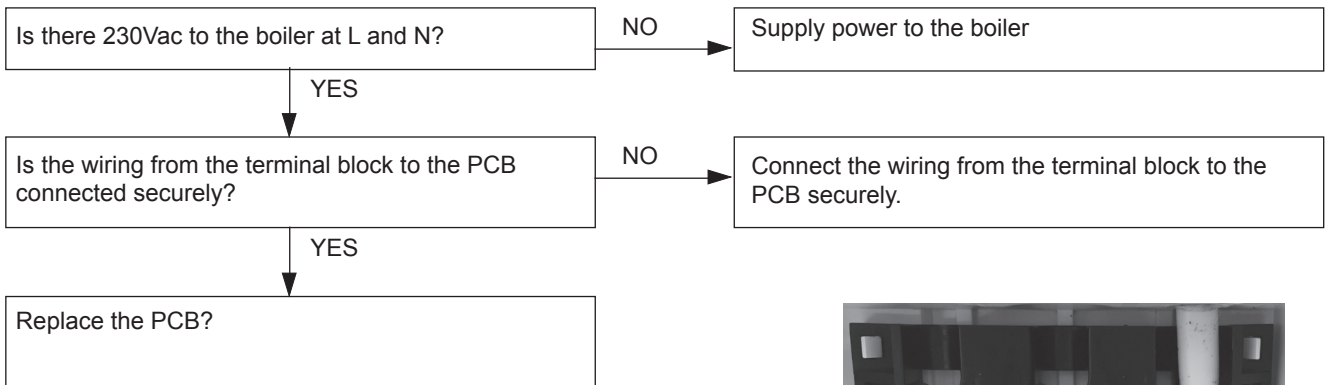 Is there 230Vac to the boiler at L and N?
NO
Supply power to the boiler
YES
Is the wiring from the terminal block to the PCB
connected securely?
NO
Connect the wiring from the terminal block to the
PCB securely.
YES
Replace the PCB?